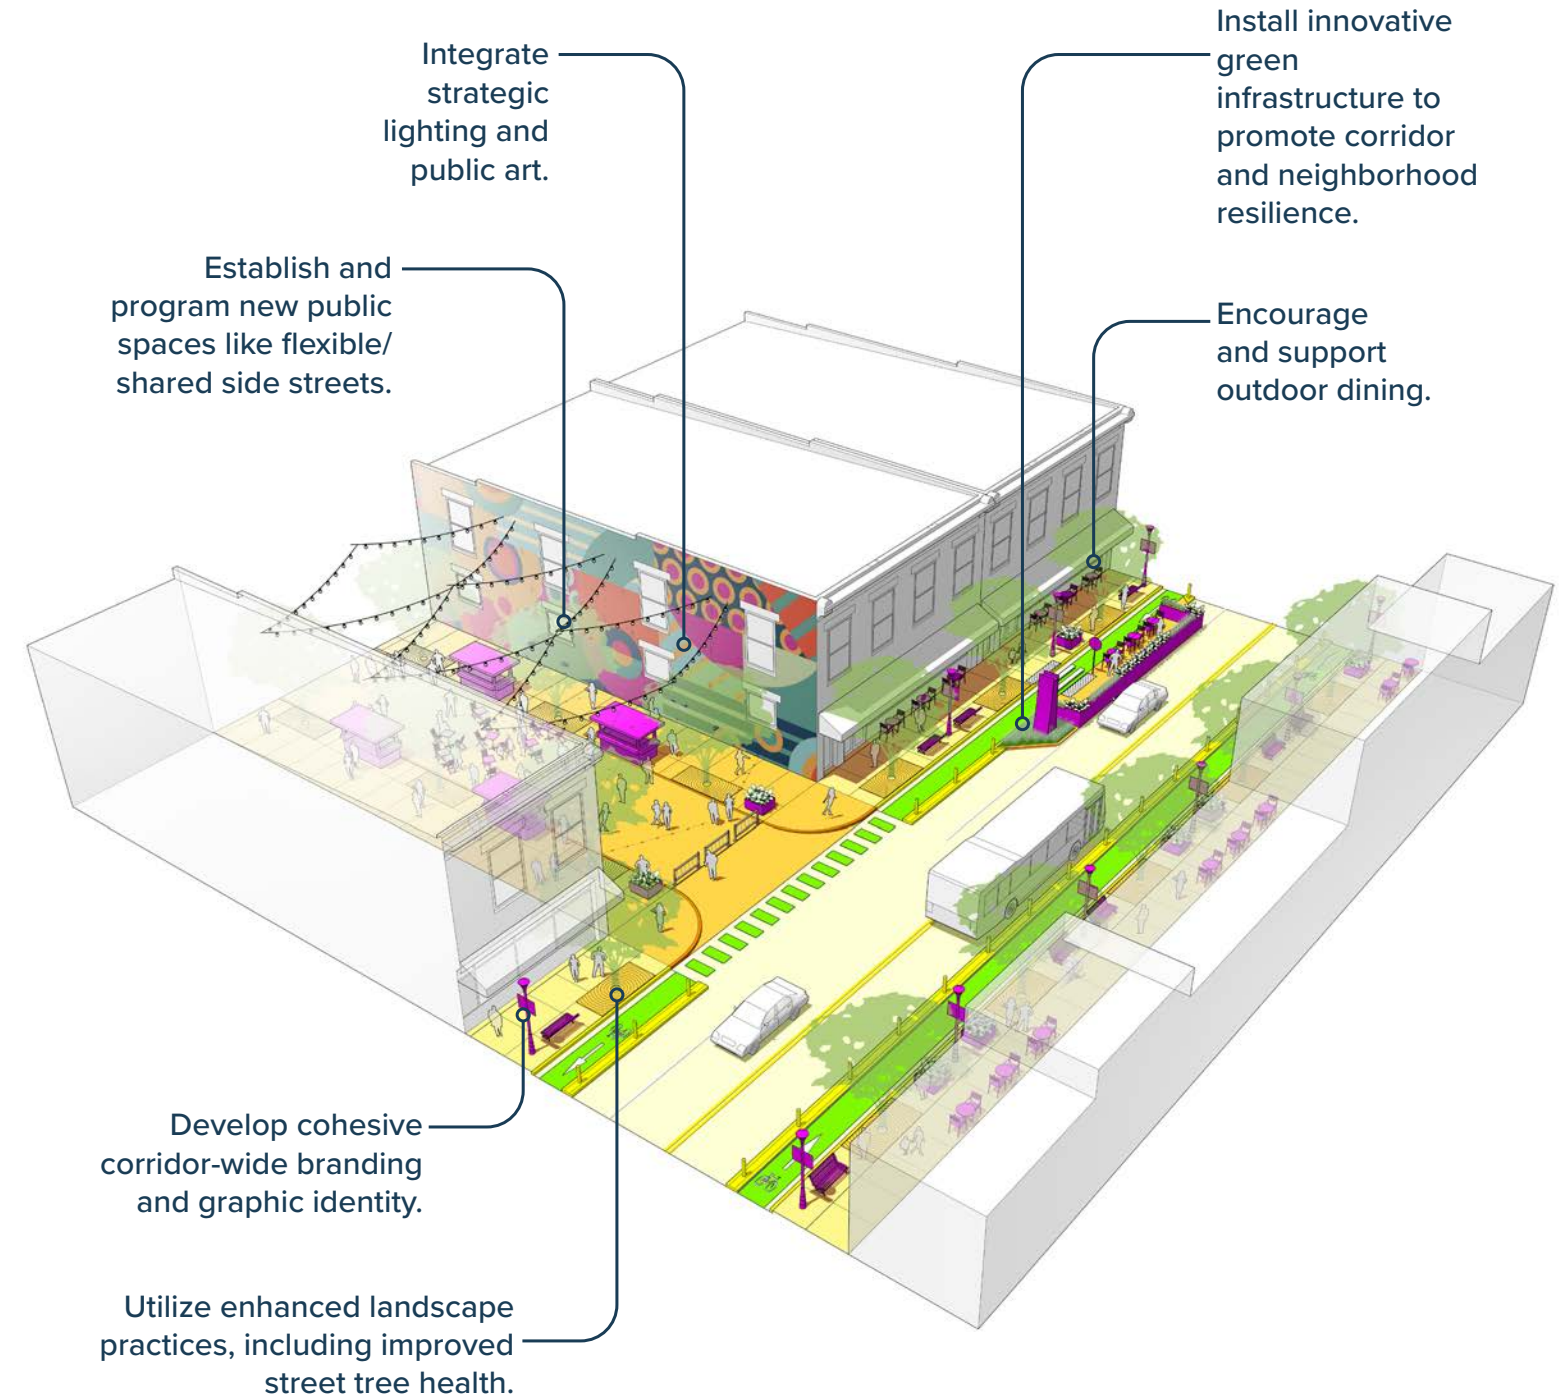 Integrate
strategic
lighting and
public art.
Install innovative
green
infrastructure to
promote corridor
and neighborhood
resilience.
Establish and
program new public
spaces like flexible/
shared side streets.
Encourage
and support
outdoor dining.
Develop cohesive
corridor-wide branding
and graphic identity.
Utilize enhanced landscape
practices, including improved
street tree health.